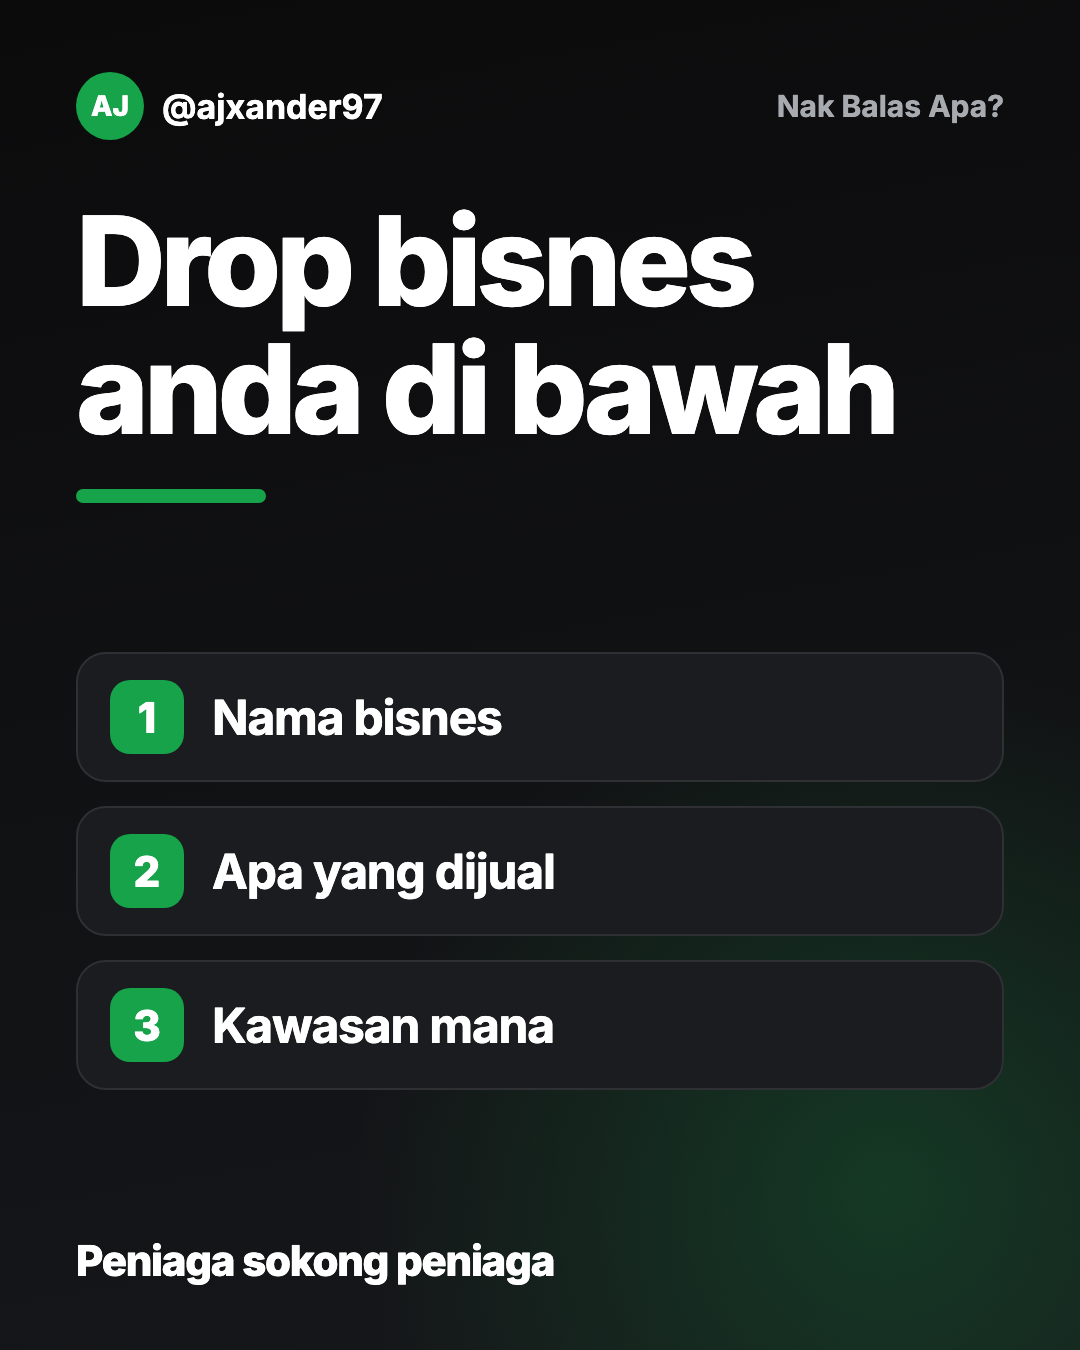 AJ @ajxander97
Nak Balas Apa?
Drop bisnes
anda di bawah
1 Nama bisnes
2 Apa yang dijual
3 Kawasan mana
Peniaga sokong peniaga